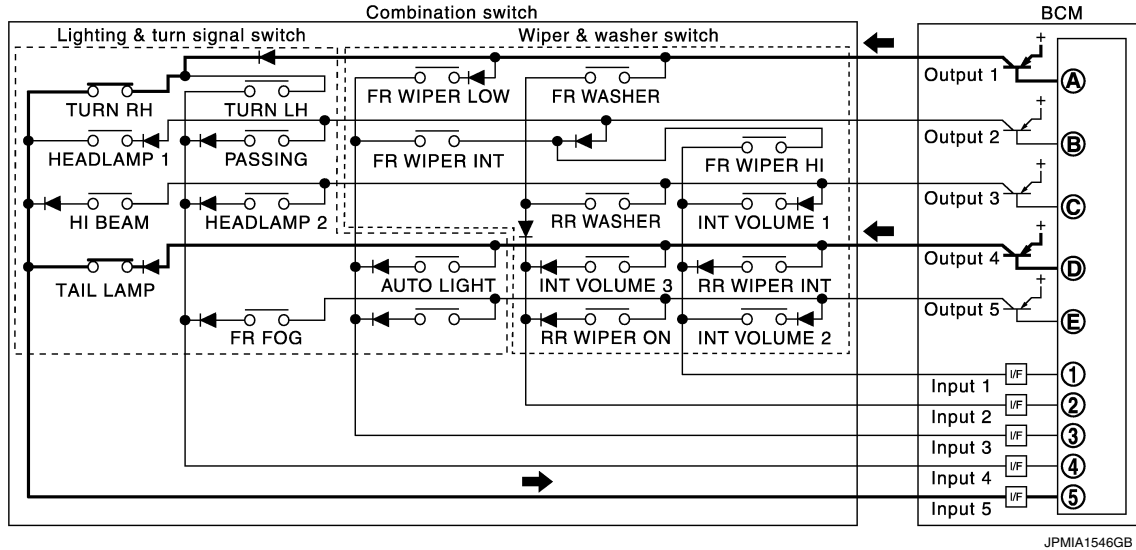 Combination switch
BCM
Lighting & turn signal switch
Wiper & washer switch
+
Output 1
A
TURN RH
TURN LH
FR WIPER LOW
FR WASHER
+
Output 2
B
HEADLAMP 1
PASSING
FR WIPER INT
FR WIPER HI
+
Output 3
C
HI BEAM
HEADLAMP 2
RR WASHER
INT VOLUME 1
+
Output 4
D
TAIL LAMP
AUTO LIGHT
INT VOLUME 3
RR WIPER INT
+
Output 5
E
FR FOG
RR WIPER ON
INT VOLUME 2
Input 1
I/F
1
Input 2
I/F
2
Input 3
I/F
3
Input 4
I/F
4
Input 5
I/F
5
JPMIA1546GB